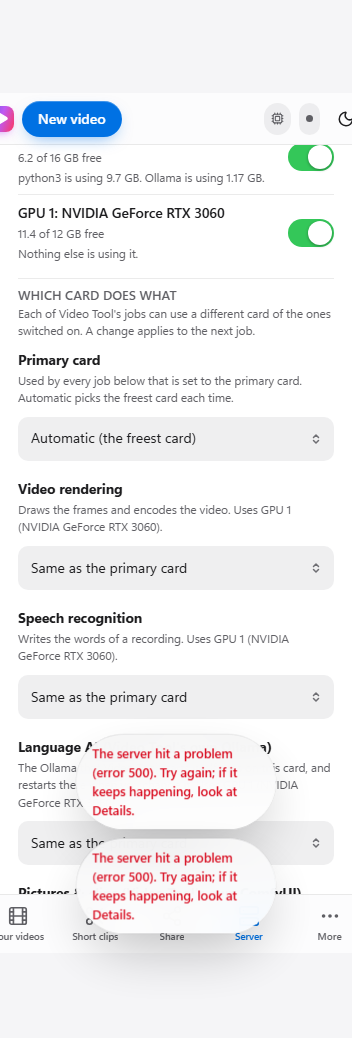 New video
6.2 of 16 GB free
python3 is using 9.7 GB. Ollama is using 1.17 GB.
GPU 1: NVIDIA GeForce RTX 3060
11.4 of 12 GB free
Nothing else is using it.
WHICH CARD DOES WHAT
Each of Video Tool's jobs can use a different card of the ones
switched on. A change applies to the next job.
Primary card
Used by every job below that is set to the primary card.
Automatic picks the freest card each time.
Automatic (the freest card)
Video rendering
Draws the frames and encodes the video. Uses GPU 1
(NVIDIA GeForce RTX 3060).
Same as the primary card
Speech recognition
Writes the words of a recording. Uses GPU 1 (NVIDIA
GeForce RTX 3060).
Same as the primary card
Language
The Ollama
card, and
restarts the
GeForce RTX
The server hit a problem
(error 500). Try again; if it
keeps happening, look at
Details.
Same as
The server hit a problem
(error 500). Try again; if it
keeps happening, look at
Details.
videos
Short clips
Share
Server
More